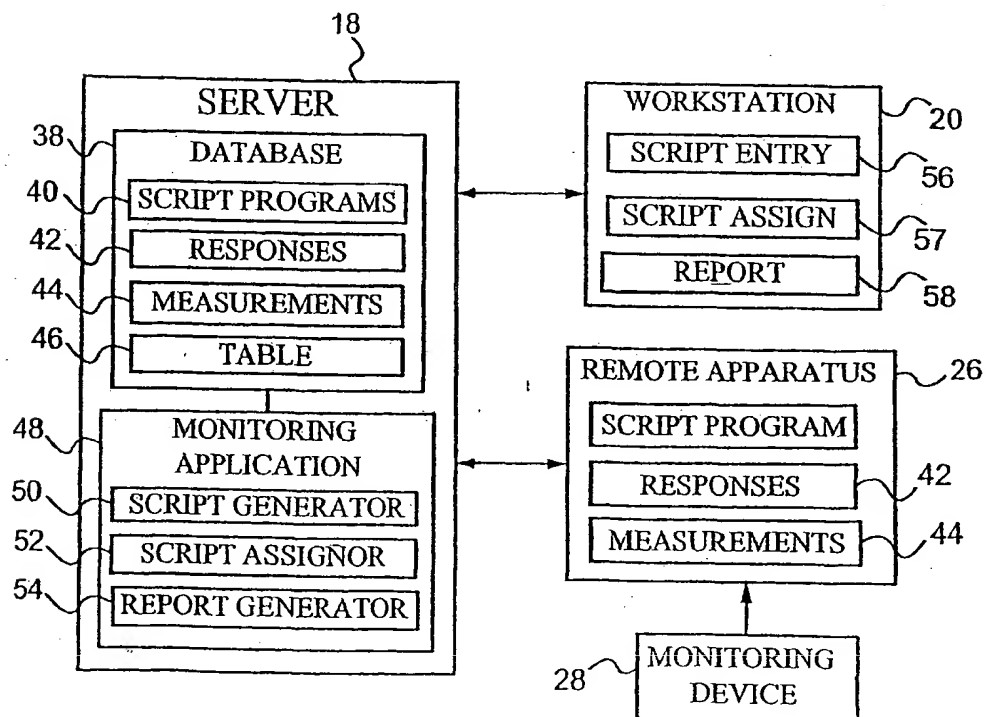 18
SERVER
38
DATABASE
40
SCRIPT PROGRAMS
42
RESPONSES
44
MEASUREMENTS
46
TABLE
48
MONITORING
APPLICATION
50
SCRIPT GENERATOR
52
SCRIPT ASSIGNOR
54
REPORT GENERATOR
WORKSTATION
20
SCRIPT ENTRY
56
SCRIPT ASSIGN
57
REPORT
58
REMOTE APPARATUS
26
SCRIPT PROGRAM
RESPONSES
42
MEASUREMENTS
44
28
MONITORING
DEVICE